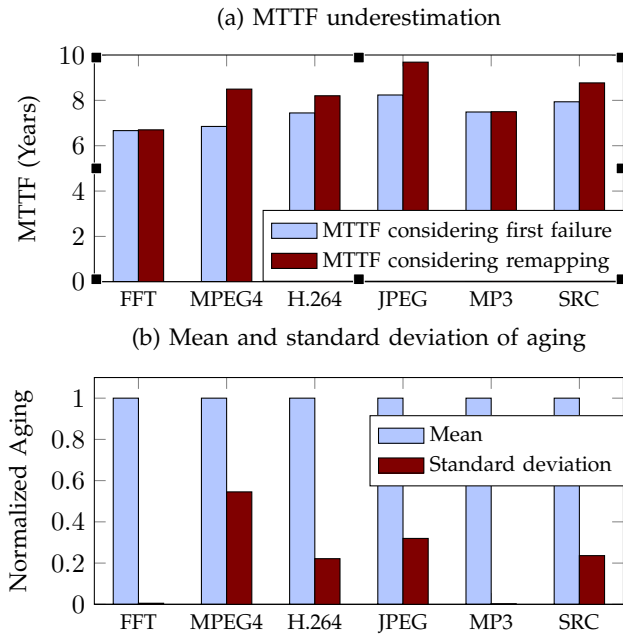 (a) MTTF underestimation
10
8
6
4
2
0
MTTF (Years)
MTTF considering first failure
MTTF considering remapping
FFT MPEG4 H.264 JPEG MP3 SRC
(b) Mean and standard deviation of aging
1
0.8
0.6
0.4
0.2
0
Normalized Aging
Mean
Standard deviation
FFT MPEG4 H.264 JPEG MP3 SRC